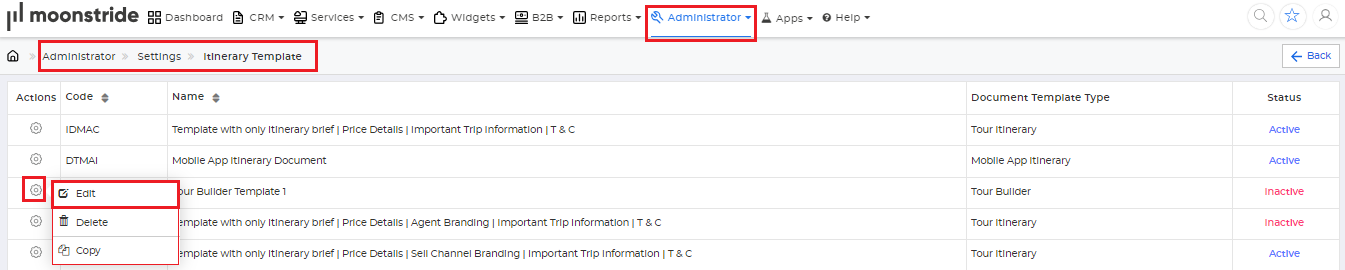 moonstride Dashboard CRM Services CMS Widgets B2B Reports Administrator Apps Help
Administrator Settings Itinerary Template Back
Actions Code Name Document Template Type Status
IDMAC Template with only itinerary brief | Price Details | Important Trip Information | T & C Tour Itinerary Active
DTMAI Mobile App Itinerary Document Mobile App Itinerary Active
Edit our Builder Template 1 Tour Builder Inactive
Delete emplate with only itinerary brief | Price Details | Agent Branding | Important Trip Information | T & C Tour Itinerary Inactive
Copy emplate with only itinerary brief | Price Details | Sell Channel Branding | Important Trip Information | T & C Tour Itinerary Active